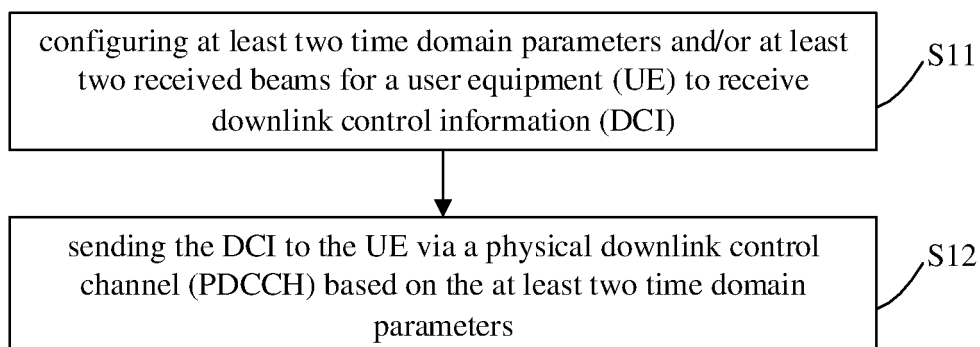 configuring at least two time domain parameters and/or at least
two received beams for a user equipment (UE) to receive
downlink control information (DCI)
S11
sending the DCI to the UE via a physical downlink control
channel (PDCCH) based on the at least two time domain
parameters
S12